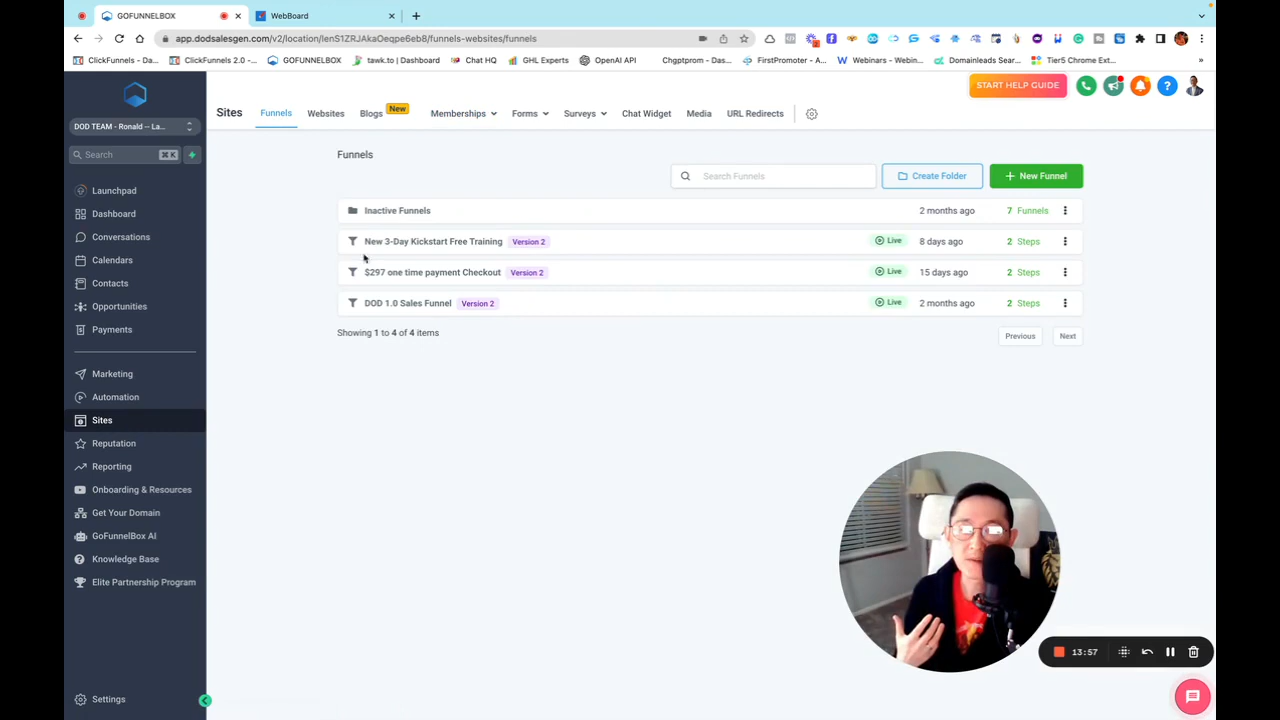 GOFUNNELBOX
WebBoard
app.dodsalesgen.com/v2/location/lenS1ZRJAkaOeqpe6eb8/funnels-websites/funnels
ClickFunnels - Da...
ClickFunnels 2.0 -...
GOFUNNELBOX
tawk.to | Dashboard
Chat HQ
GHL Experts
OpenAI API
Chgpptprom - Das...
FirstPromoter - A...
Webinars - Webin...
Domainleads Sear...
Tier5 Chrome Ext...
»
START HELP GUIDE
Sites
Funnels
Websites
Blogs
New
Memberships
Forms
Surveys
Chat Widget
Media
URL Redirects
DOD TEAM - Ronald -- La...
Search
⌘K
Launchpad
Dashboard
Conversations
Calendars
Contacts
Opportunities
Payments
Marketing
Automation
Sites
Reputation
Reporting
Onboarding & Resources
Get Your Domain
GoFunnelBox AI
Knowledge Base
Elite Partnership Program
Settings
Funnels
Search Funnels
Create Folder
+ New Funnel
Inactive Funnels 2 months ago 7 Funnels
New 3-Day Kickstart Free Training Version 2 Live 8 days ago 2 Steps
$297 one time payment Checkout Version 2 Live 15 days ago 2 Steps
DOD 1.0 Sales Funnel Version 2 Live 2 months ago 2 Steps
Showing 1 to 4 of 4 items
Previous
Next
13:57